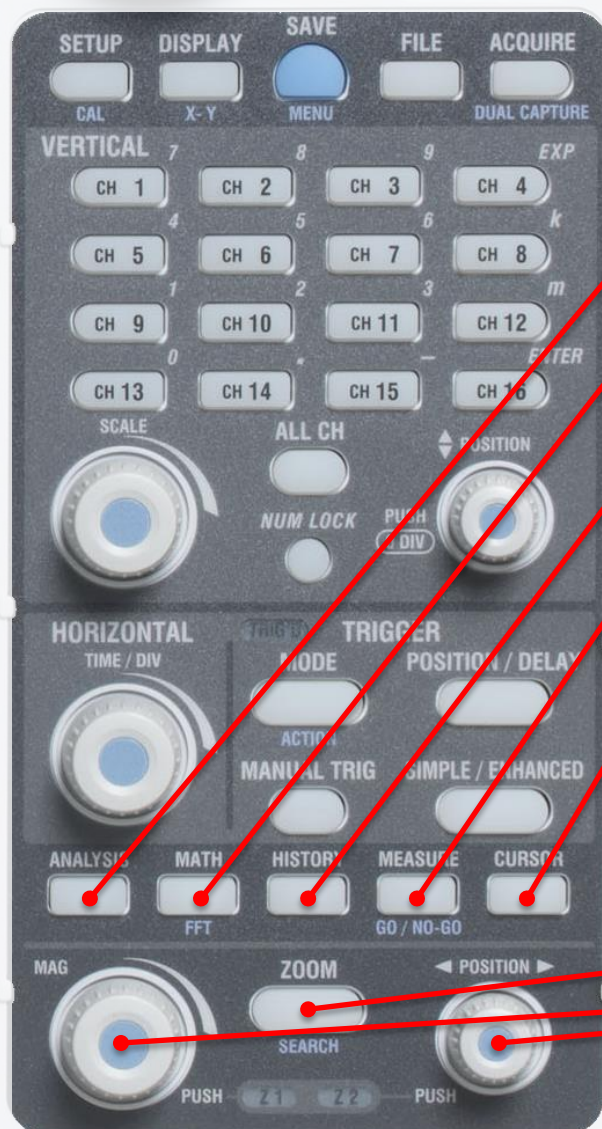 SETUP DISPLAY SAVE FILE ACQUIRE
CAL X-Y MENU DUAL CAPTURE
VERTICAL 7 8 9 EXP
CH 1 CH 2 CH 3 CH 4
4 5 6 k
CH 5 CH 6 CH 7 CH 8
1 2 3 m
CH 9 CH 10 CH 11 CH 12
0 . – ENTER
CH 13 CH 14 CH 15 CH 16
SCALE ALL CH POSITION
NUM LOCK PUSH
0 DIV
HORIZONTAL TRIG'D TRIGGER
TIME / DIV MODE POSITION / DELAY
ACTION
MANUAL TRIG SIMPLE / ENHANCED
ANALYSIS MATH HISTORY MEASURE CURSOR
FFT GO / NO-GO
MAG ZOOM ◄ POSITION ►
SEARCH
PUSH Z 1 Z 2 PUSH